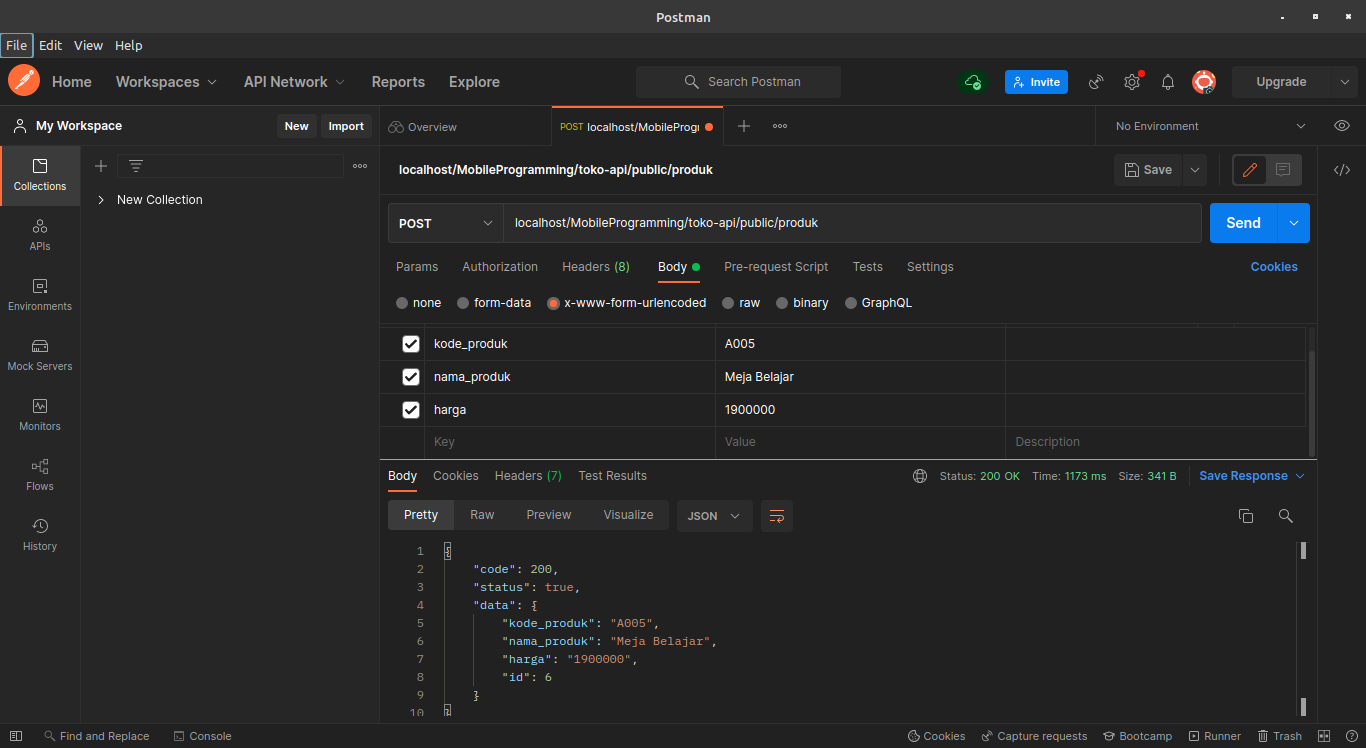 Postman
File Edit View Help
Home Workspaces API Network Reports Explore Search Postman Invite Upgrade
My Workspace New Import Overview POST localhost/MobileProgr No Environment
localhost/MobileProgramming/toko-api/public/produk Save
Collections
New Collection
POST localhost/MobileProgramming/toko-api/public/produk Send
APIs
Params Authorization Headers (8) Body Pre-request Script Tests Settings Cookies
Environments
none form-data x-www-form-urlencoded raw binary GraphQL
kode_produk A005
Mock Servers
nama_produk Meja Belajar
harga 1900000
Monitors
Key Value Description
Body Cookies Headers (7) Test Results Status: 200 OK Time: 1173 ms Size: 341 B Save Response
Flows
Pretty Raw Preview Visualize JSON
History
1 {
2 "code": 200,
3 "status": true,
4 "data": {
5 "kode_produk": "A005",
6 "nama_produk": "Meja Belajar",
7 "harga": "1900000",
8 "id": 6
9 }
10 }
Find and Replace Console Cookies Capture requests Bootcamp Runner Trash